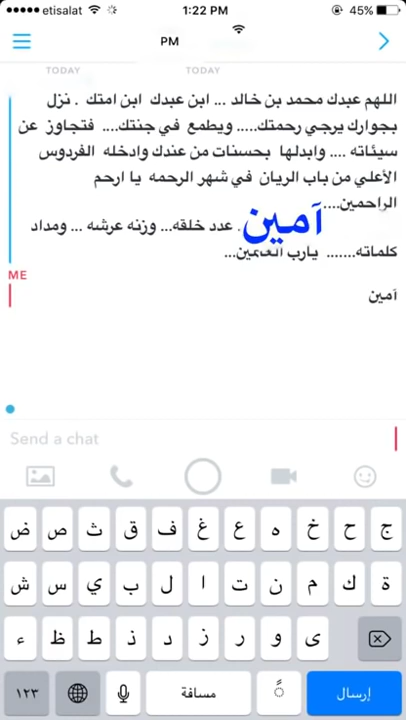 etisalat
1:22 PM
45%
PM
TODAY
TODAY
اللهم عبدك محمد بن خالد ... ابن عبدك ابن امتك . نزل
بجوارك يرجي رحمتك..... ويطمع في جنتك.... فتجاوز عن
سيئاته .... وابدلها بحسنات من عندك وادخله الفردوس
الأعلي من باب الريان في شهر الرحمه يا ارحم
الراحمين....
آمين
عدد خلقه... وزنه عرشه ... ومداد
كلماته....... يارب العلمين...
ME
آمين
Send a chat
ض ص ث ق ف غ ع ه خ ح ج
ش س ي ب ل ا ت ن م ك ة
ء ظ ط ذ د ز ر و ى
١٢٣
مسافة
إرسال